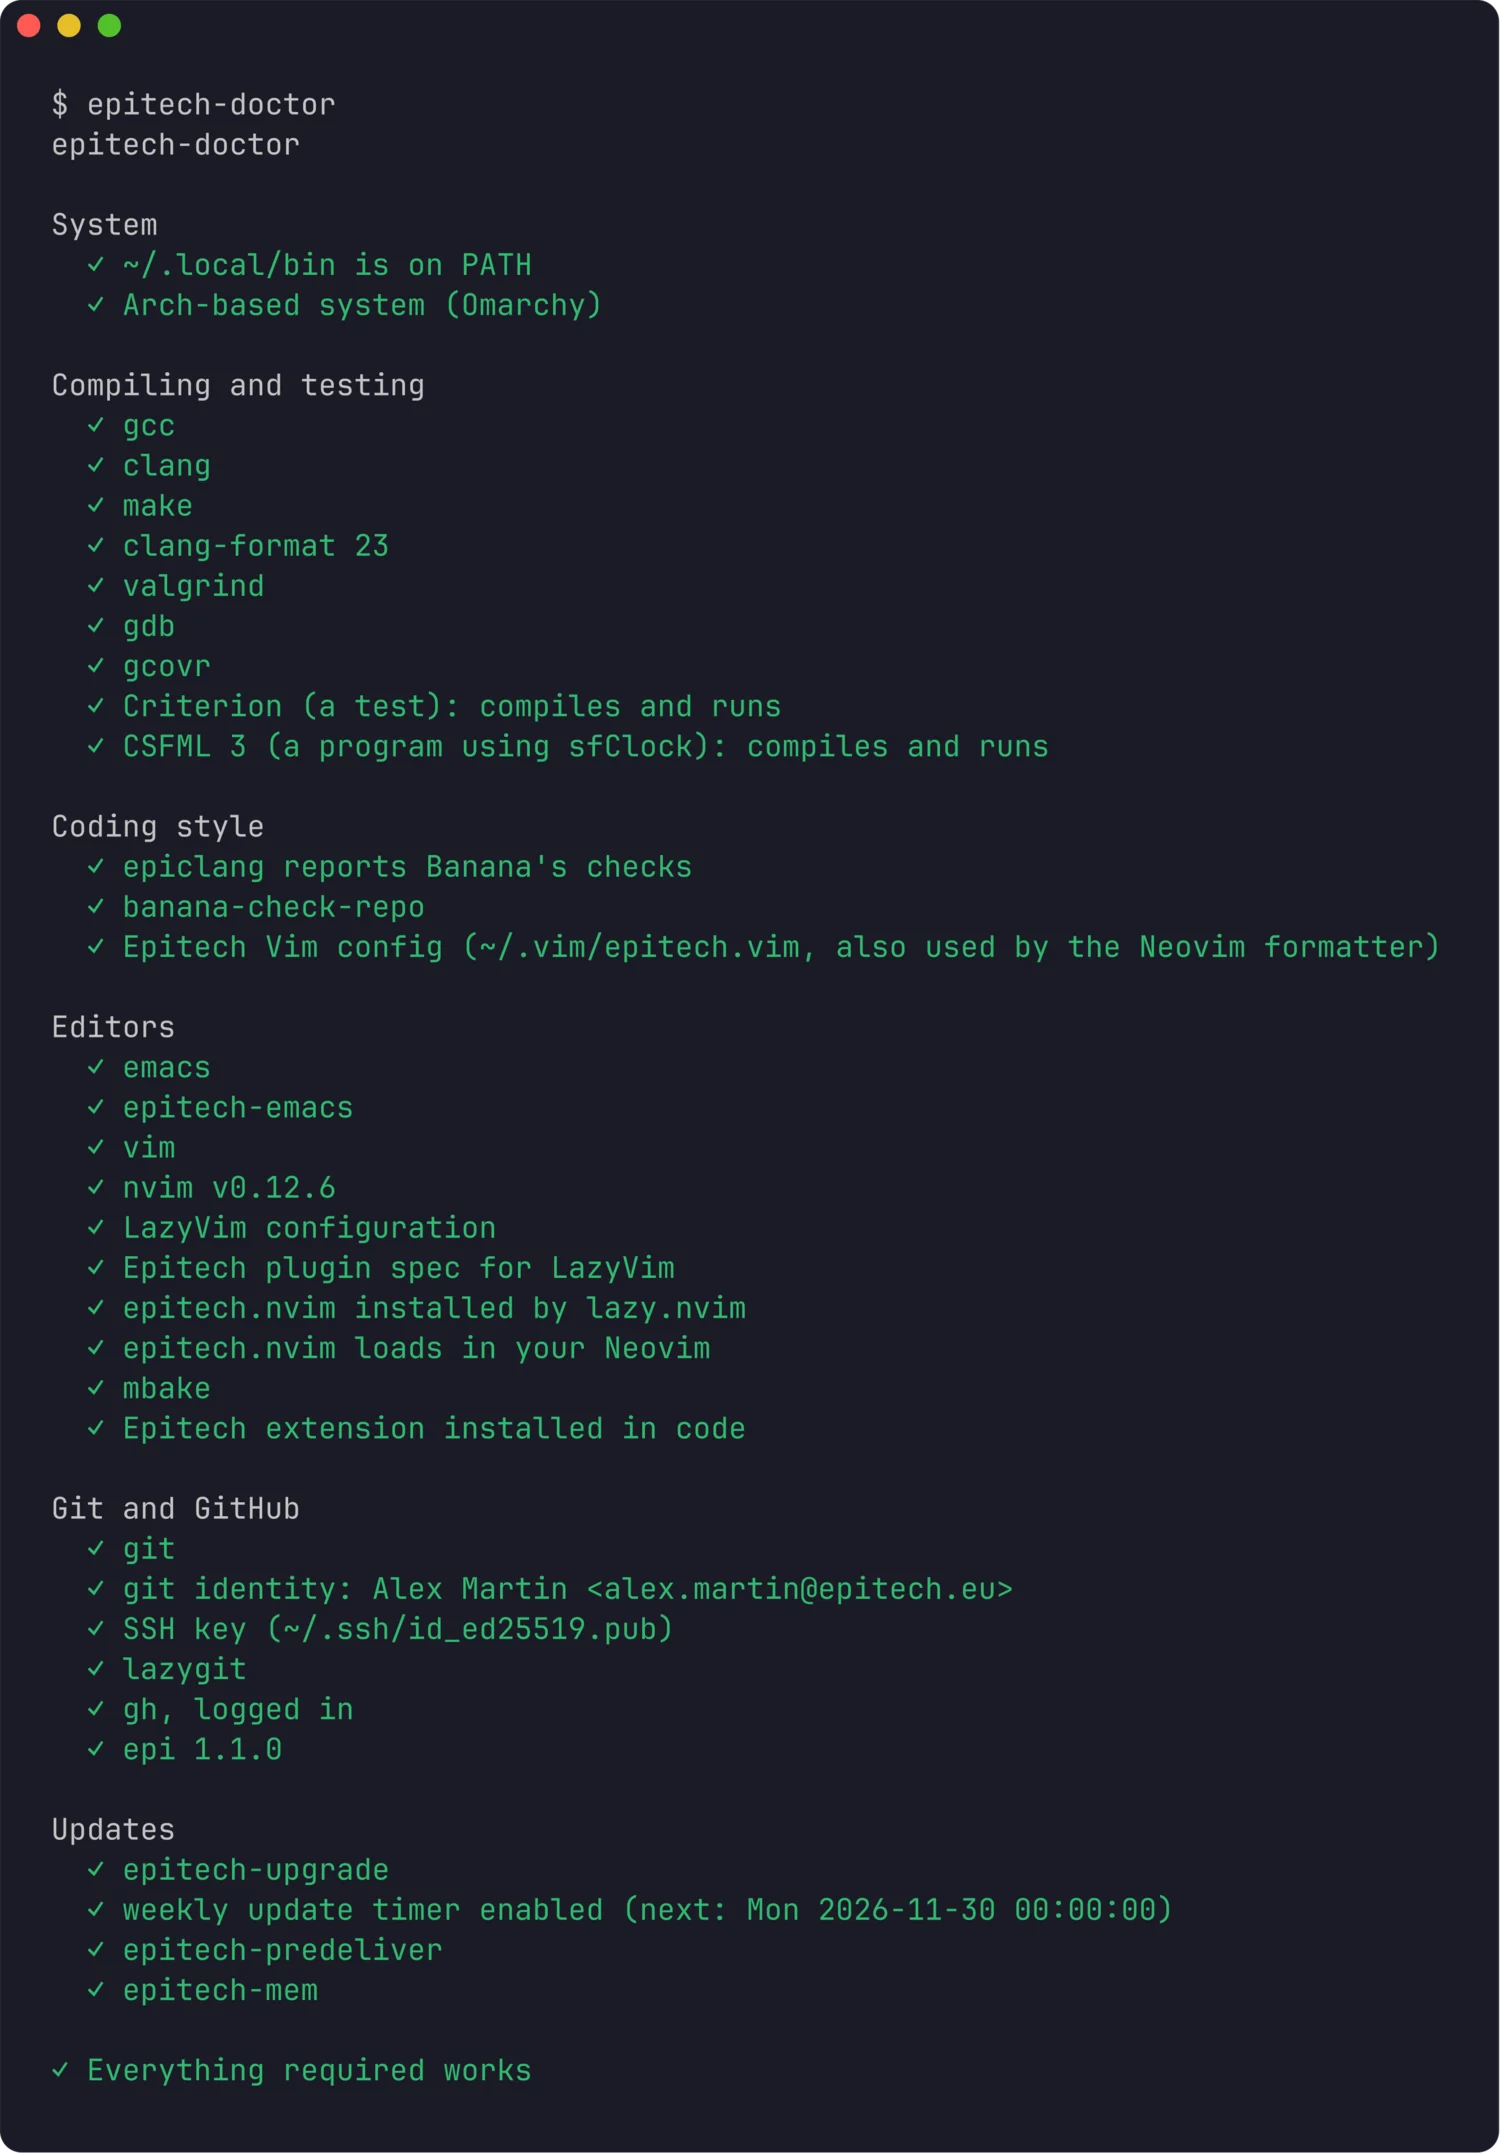 $ epitech-doctor
epitech-doctor

System
  ✓ ~/.local/bin is on PATH
  ✓ Arch-based system (Omarchy)

Compiling and testing
  ✓ gcc
  ✓ clang
  ✓ make
  ✓ clang-format 23
  ✓ valgrind
  ✓ gdb
  ✓ gcovr
  ✓ Criterion (a test): compiles and runs
  ✓ CSFML 3 (a program using sfClock): compiles and runs

Coding style
  ✓ epiclang reports Banana's checks
  ✓ banana-check-repo
  ✓ Epitech Vim config (~/.vim/epitech.vim, also used by the Neovim formatter)

Editors
  ✓ emacs
  ✓ epitech-emacs
  ✓ vim
  ✓ nvim v0.12.6
  ✓ LazyVim configuration
  ✓ Epitech plugin spec for LazyVim
  ✓ epitech.nvim installed by lazy.nvim
  ✓ epitech.nvim loads in your Neovim
  ✓ mbake
  ✓ Epitech extension installed in code

Git and GitHub
  ✓ git
  ✓ git identity: Alex Martin <alex.martin@epitech.eu>
  ✓ SSH key (~/.ssh/id_ed25519.pub)
  ✓ lazygit
  ✓ gh, logged in
  ✓ epi 1.1.0

Updates
  ✓ epitech-upgrade
  ✓ weekly update timer enabled (next: Mon 2026-11-30 00:00:00)
  ✓ epitech-predeliver
  ✓ epitech-mem

✓ Everything required works